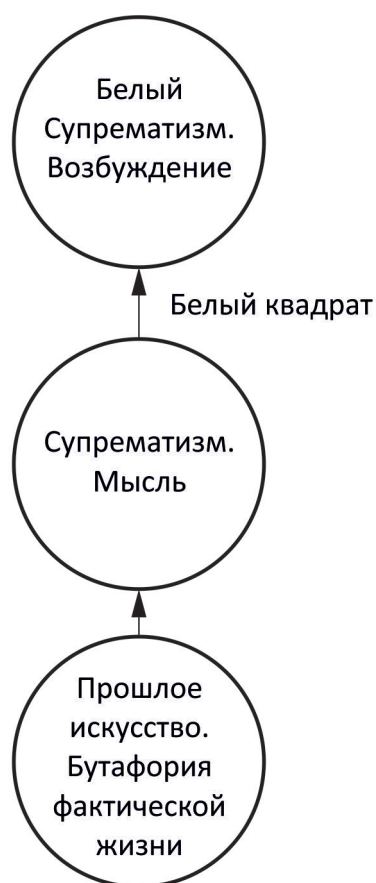 Белый
Супрематизм.
Возбуждение
Белый квадрат
Супрематизм.
Мысль
Прошлое
искусство.
Бутафория
фактической
жизни